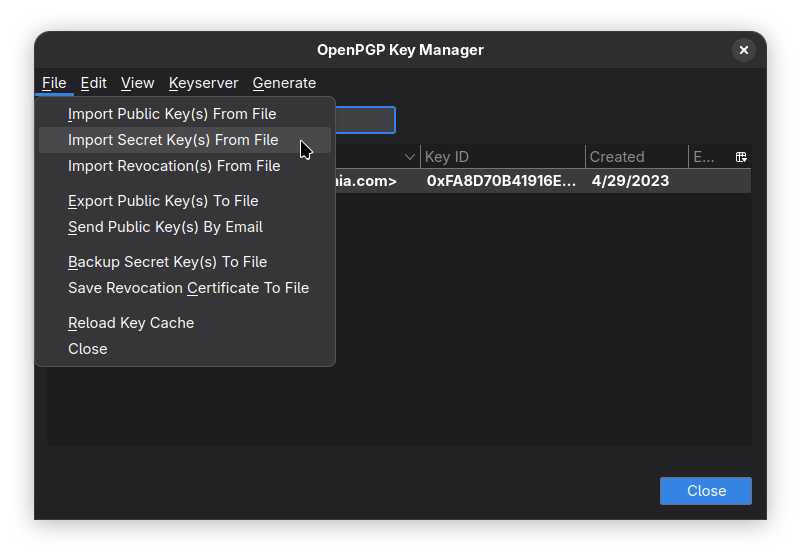 OpenPGP Key Manager
File Edit View Keyserver Generate
Import Public Key(s) From File
Import Secret Key(s) From File
Import Revocation(s) From File
Export Public Key(s) To File
Send Public Key(s) By Email
Backup Secret Key(s) To File
Save Revocation Certificate To File
Reload Key Cache
Close
Key ID Created E...
.com> 0xFA8D70B41916E... 4/29/2023
Close